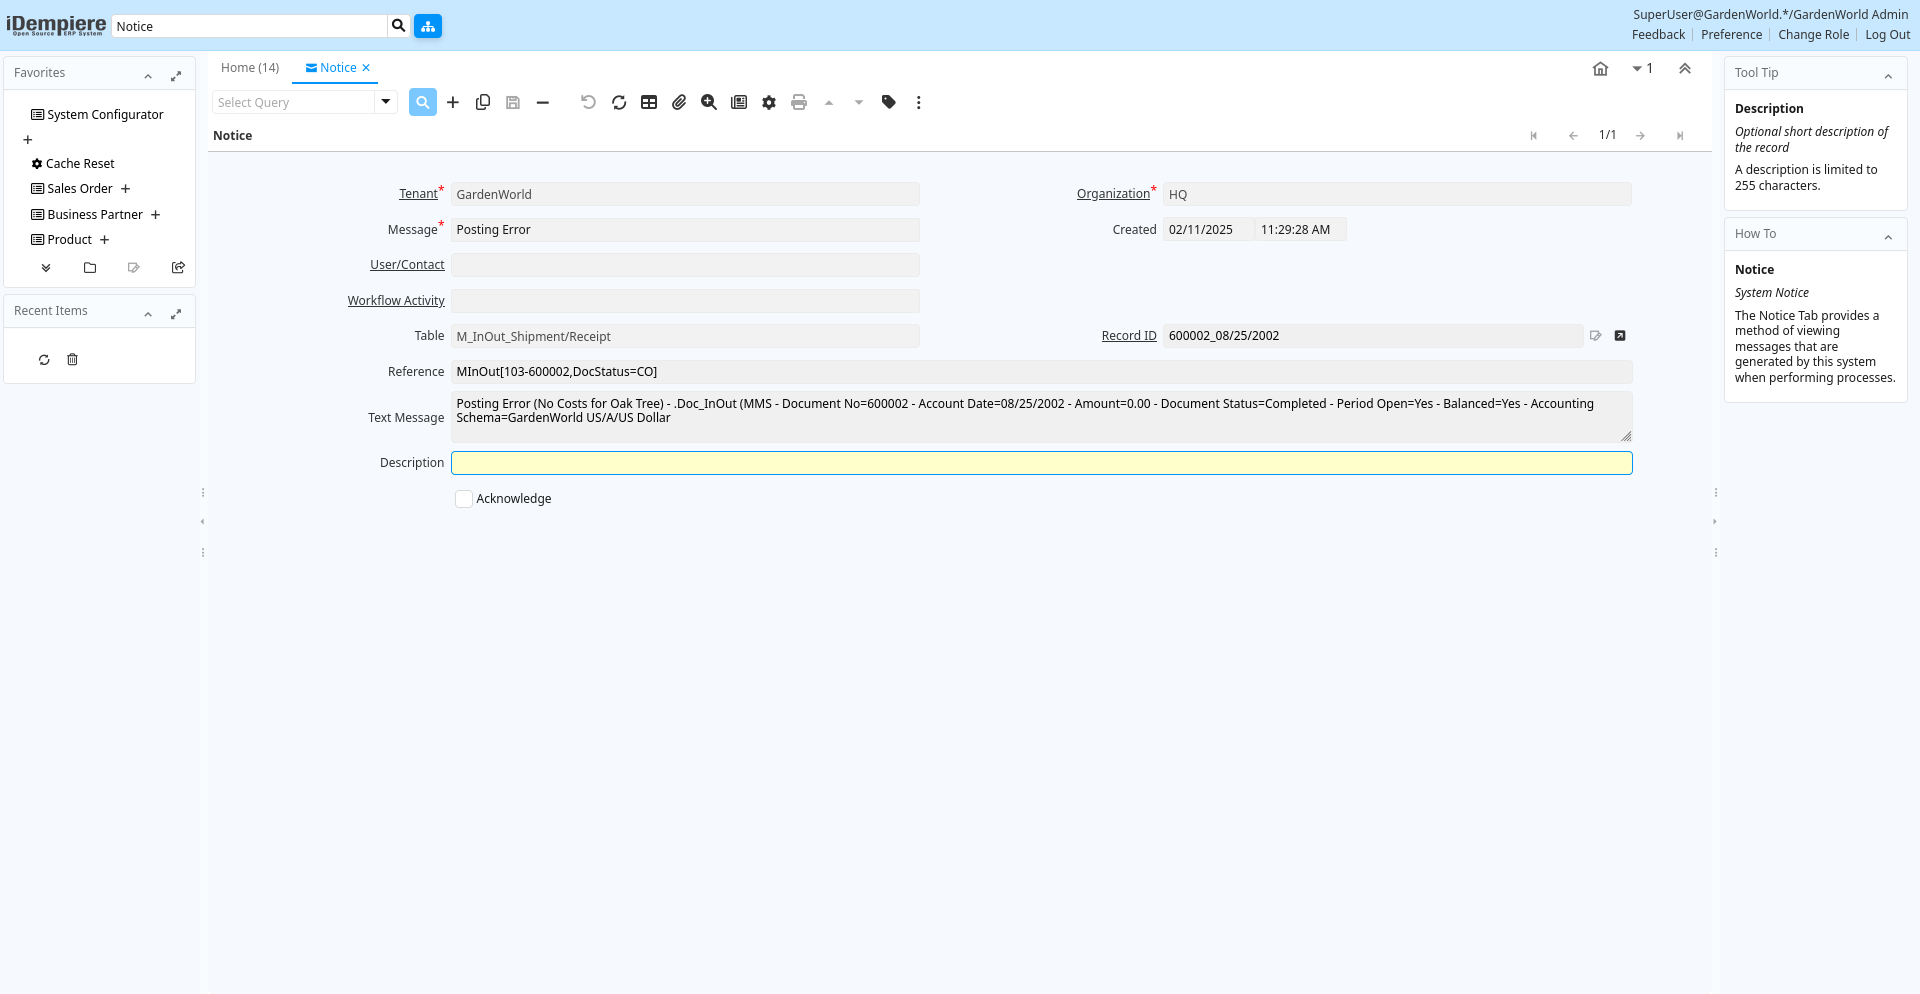 iDempiere
Open Source ERP System
Notice
SuperUser@GardenWorld.*/GardenWorld Admin
Feedback
Preference
Change Role
Log Out
Favorites
System Configurator
Cache Reset
Sales Order
Business Partner
Product
Recent Items
Home (14)
Notice
1
Select Query
Notice
1/1
Tenant*
GardenWorld
Organization*
HQ
Message*
Posting Error
Created
02/11/2025
11:29:28 AM
User/Contact
Workflow Activity
Table
M_InOut_Shipment/Receipt
Record ID
600002_08/25/2002
Reference
MInOut[103-600002,DocStatus=CO]
Text Message
Posting Error (No Costs for Oak Tree) - .Doc_InOut (MMS - Document No=600002 - Account Date=08/25/2002 - Amount=0.00 - Document Status=Completed - Period Open=Yes - Balanced=Yes - Accounting
Schema=GardenWorld US/A/US Dollar
Description
Acknowledge
Tool Tip
Description
Optional short description of
the record
A description is limited to
255 characters.
How To
Notice
System Notice
The Notice Tab provides a
method of viewing
messages that are
generated by this system
when performing processes.